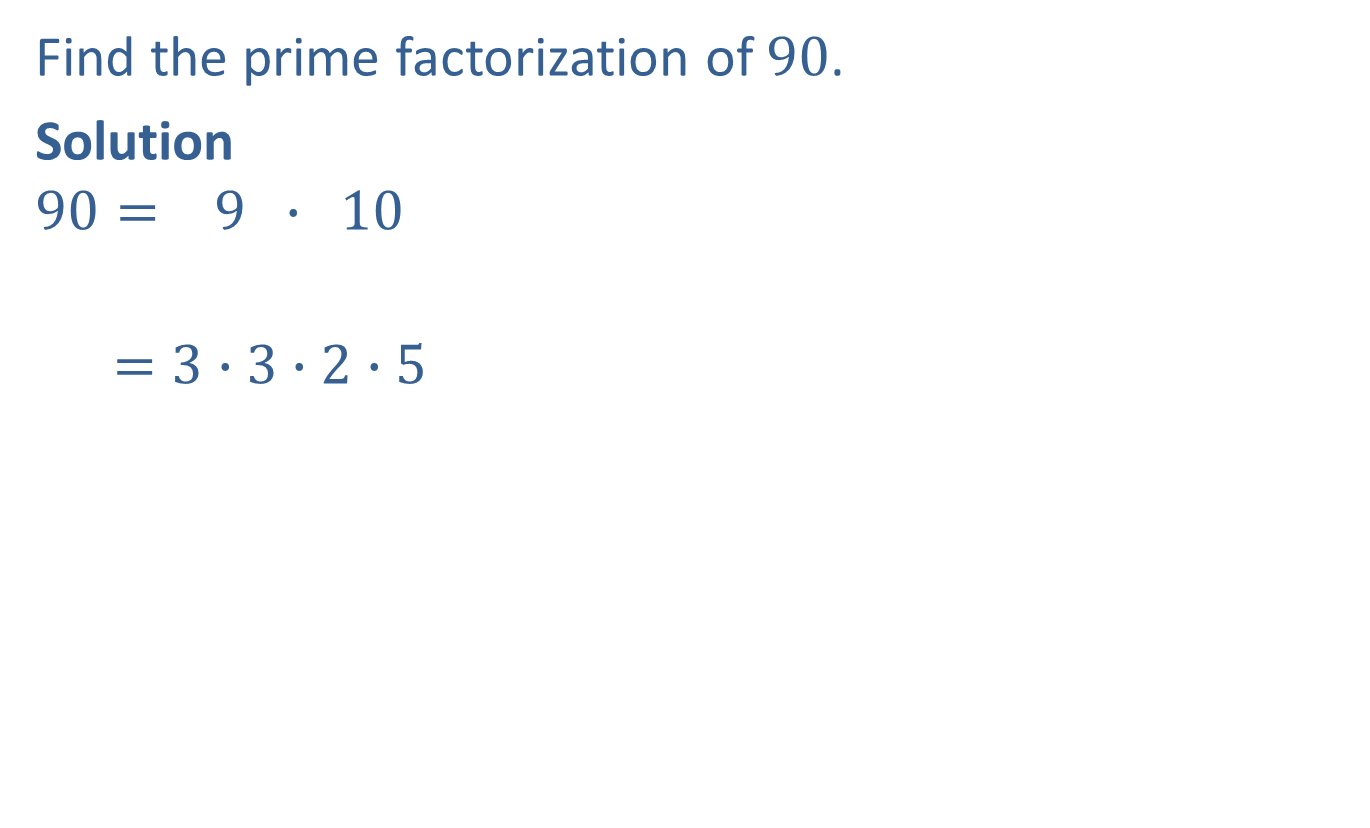 Find the prime factorization of 90.
Solution
90 = 9 · 10
= 3 · 3 · 2 · 5